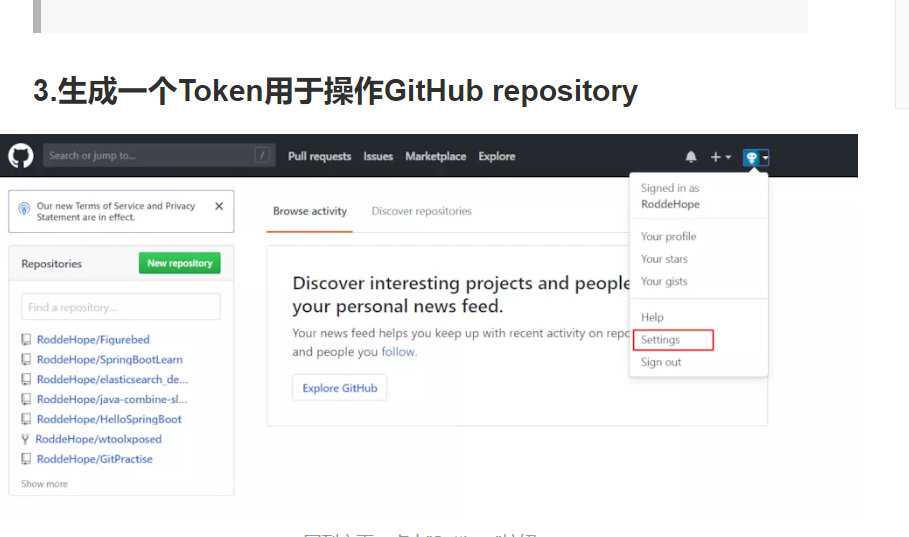 3.生成一个Token用于操作GitHub repository
Search or jump to...
/
Pull requests
Issues
Marketplace
Explore
Our new Terms of Service and Privacy
Statement are in effect.
Browse activity
Discover repositories
Signed in as
RoddeHope
Your profile
Your stars
Your gists
Help
Settings
Sign out
Repositories
New repository
Find a repository...
RoddeHope/Figurebed
RoddeHope/SpringBootLearn
RoddeHope/elasticsearch_de...
RoddeHope/java-combine-sl...
RoddeHope/HelloSpringBoot
RoddeHope/wtoolxposed
RoddeHope/GitPractise
Show more
Discover interesting projects and people
your personal news feed.
Your news feed helps you keep up with recent activity on repo
and people you follow.
Explore GitHub